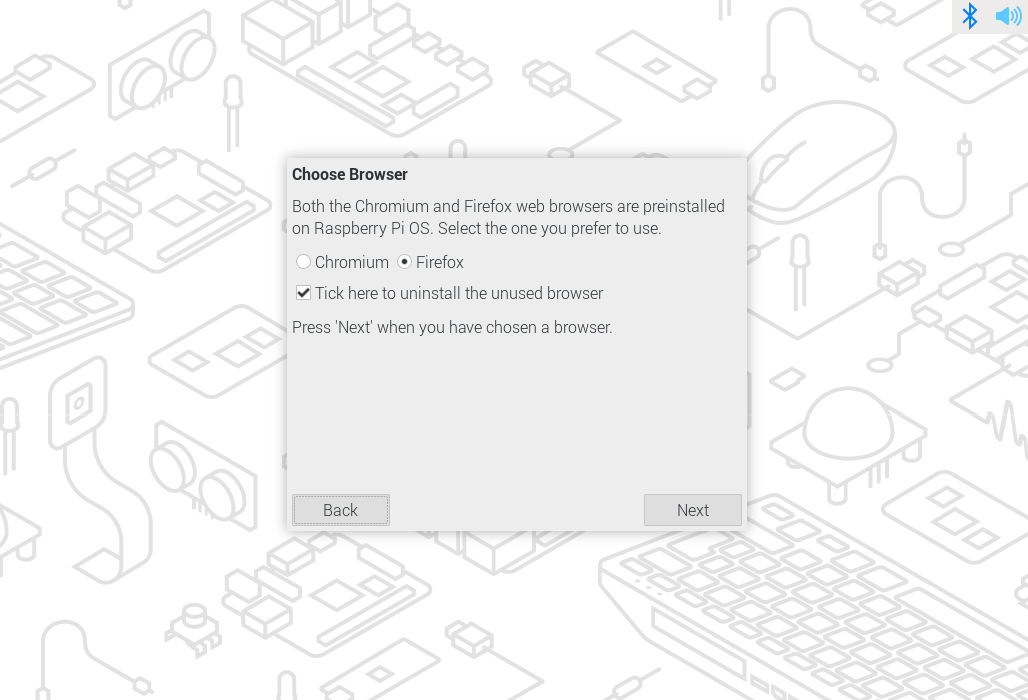 Choose Browser
Both the Chromium and Firefox web browsers are preinstalled
on Raspberry Pi OS. Select the one you prefer to use.
Chromium Firefox
Tick here to uninstall the unused browser
Press 'Next' when you have chosen a browser.
Back Next